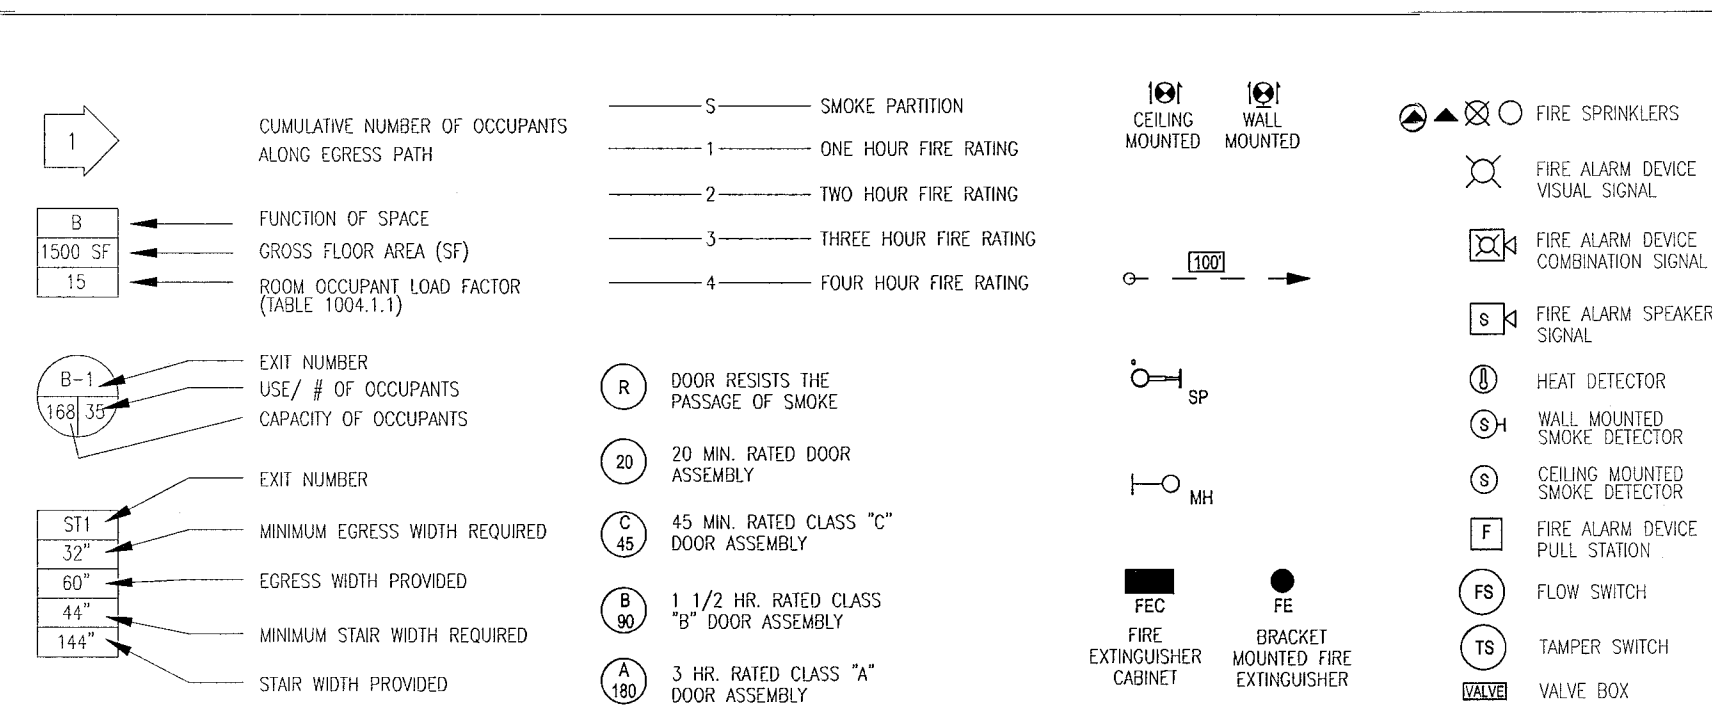 1
CUMULATIVE NUMBER OF OCCUPANTS
ALONG EGRESS PATH
B
1500 SF
15
FUNCTION OF SPACE
GROSS FLOOR AREA (SF)
ROOM OCCUPANT LOAD FACTOR
(TABLE 1004.1.1)
B-1
168 35
EXIT NUMBER
USE/ # OF OCCUPANTS
CAPACITY OF OCCUPANTS
ST1
32"
60"
44"
144"
EXIT NUMBER
MINIMUM EGRESS WIDTH REQUIRED
EGRESS WIDTH PROVIDED
MINIMUM STAIR WIDTH REQUIRED
STAIR WIDTH PROVIDED
S SMOKE PARTITION
1 ONE HOUR FIRE RATING
2 TWO HOUR FIRE RATING
3 THREE HOUR FIRE RATING
4 FOUR HOUR FIRE RATING
R
DOOR RESISTS THE
PASSAGE OF SMOKE
20
20 MIN. RATED DOOR
ASSEMBLY
C
45
45 MIN. RATED CLASS "C"
DOOR ASSEMBLY
B
90
1 1/2 HR. RATED CLASS
"B" DOOR ASSEMBLY
A
180
3 HR. RATED CLASS "A"
DOOR ASSEMBLY
CEILING
MOUNTED
WALL
MOUNTED
100'
SP
MH
FEC
FIRE
EXTINGUISHER
CABINET
FE
BRACKET
MOUNTED FIRE
EXTINGUISHER
FIRE SPRINKLERS
FIRE ALARM DEVICE
VISUAL SIGNAL
FIRE ALARM DEVICE
COMBINATION SIGNAL
S
FIRE ALARM SPEAKER
SIGNAL
HEAT DETECTOR
S
WALL MOUNTED
SMOKE DETECTOR
S
CEILING MOUNTED
SMOKE DETECTOR
F
FIRE ALARM DEVICE
PULL STATION
FS
FLOW SWITCH
TS
TAMPER SWITCH
VALVE
VALVE BOX